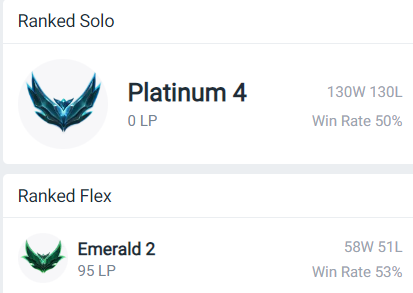 Ranked Solo
Platinum 4
130W 130L
0 LP
Win Rate 50%
Ranked Flex
Emerald 2
58W 51L
95 LP
Win Rate 53%